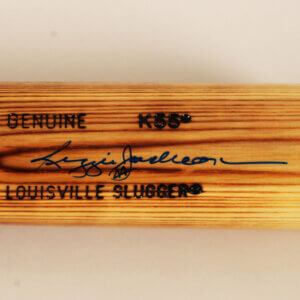 GENUINE K55*
Reggie Jackson
LOUISVILLE SLUGGER®